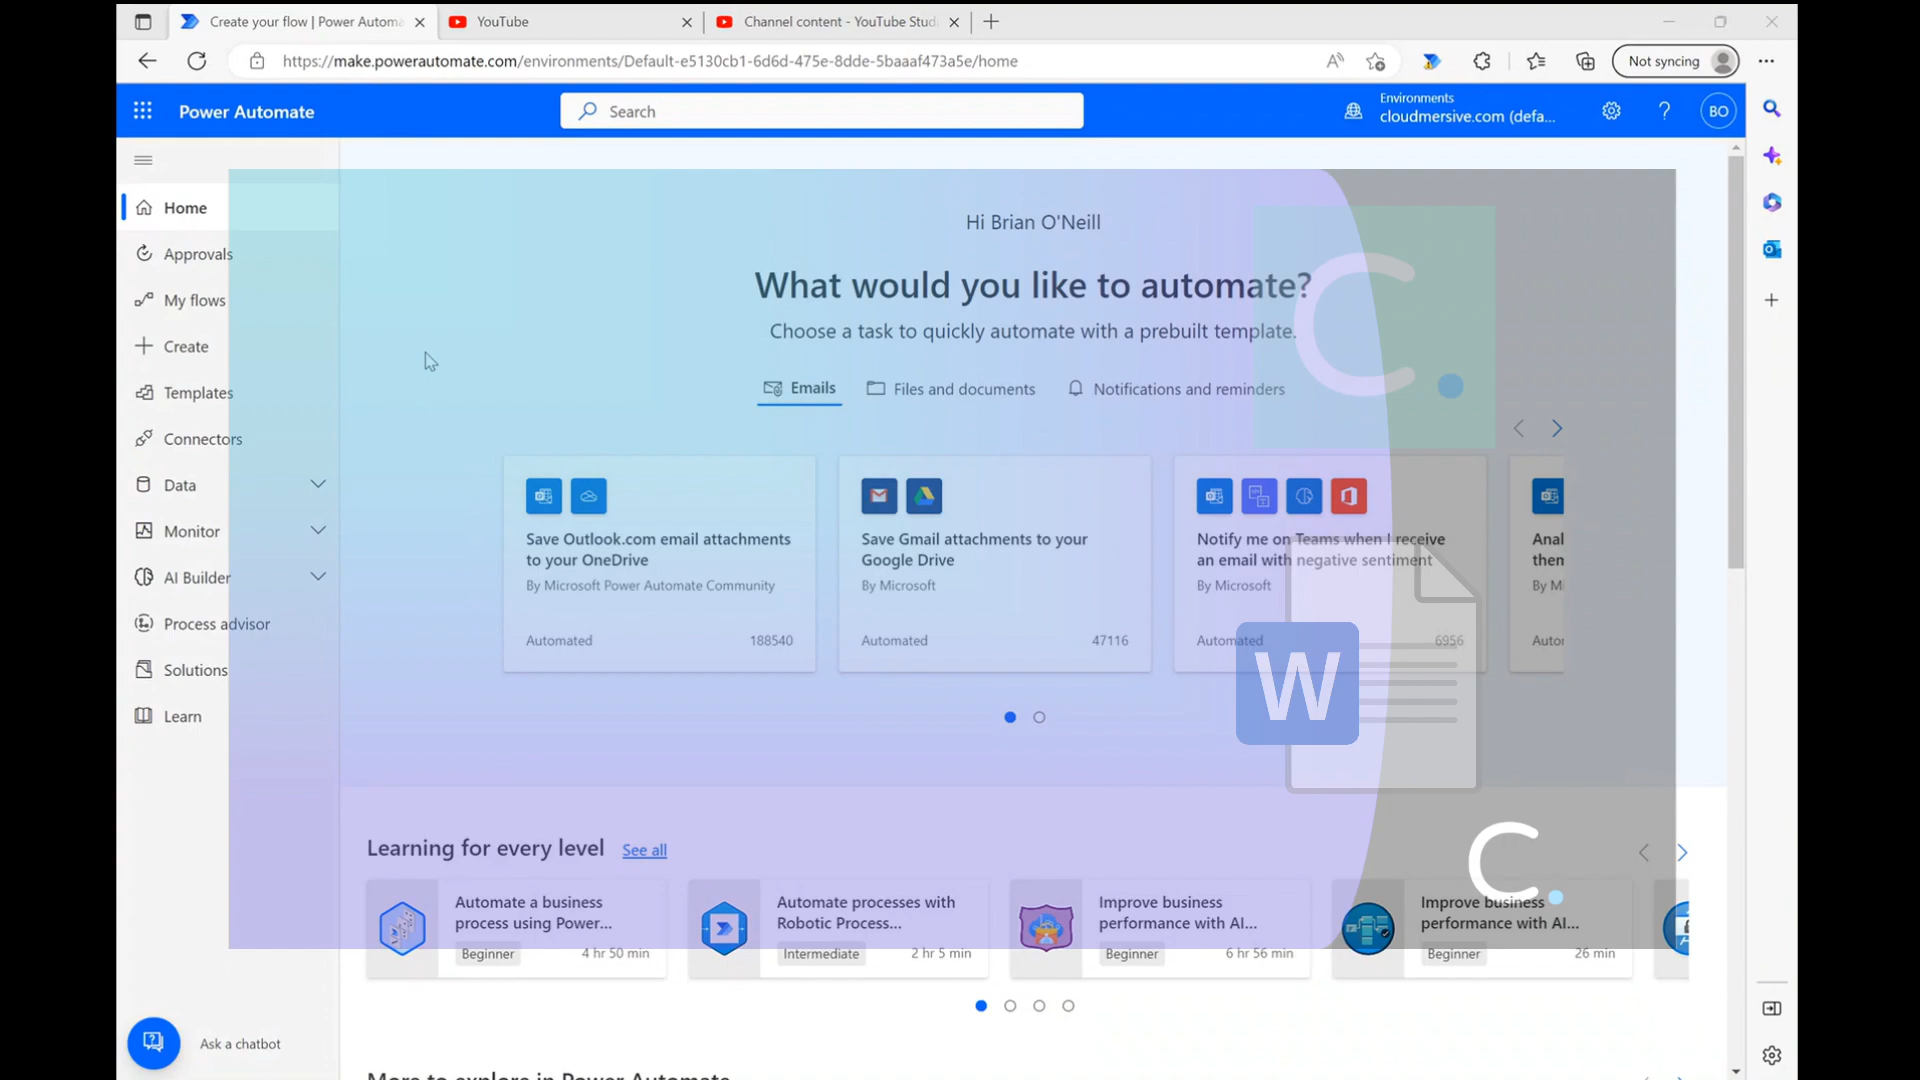 Create your flow | Power Autom
YouTube
Channel content - YouTube Stud
https://make.powerautomate.com/environments/Default-e5130cb1-6d6d-475e-8dde-5baaaf473a5e/home
Not syncing
Power Automate
Search
Environments
cloudmersive.com (defa...
BO
Home
Approvals
My flows
Create
Templates
Connectors
Data
Monitor
AI Builder
Process advisor
Solutions
Learn
Ask a chatbot
Hi Brian O'Neill
What would you like to automate?
Choose a task to quickly automate with a prebuilt template.
Emails
Files and documents
Notifications and reminders
Save Outlook.com email attachments
to your OneDrive
By Microsoft Power Automate Community
Automated 188540
Save Gmail attachments to your
Google Drive
By Microsoft
Automated 47116
Notify me on Teams when I receive
an email with negative sentiment
By Microsoft
Automated 6956
Anal
then
By Mi
Autor
C.
W
C.
Learning for every level See all
Automate a business
process using Power...
Beginner 4 hr 50 min
Automate processes with
Robotic Process...
Intermediate 2 hr 5 min
Improve business
performance with AI...
Beginner 6 hr 56 min
Improve business
performance with AI...
Beginner 26 min
More to explore in Power Automate